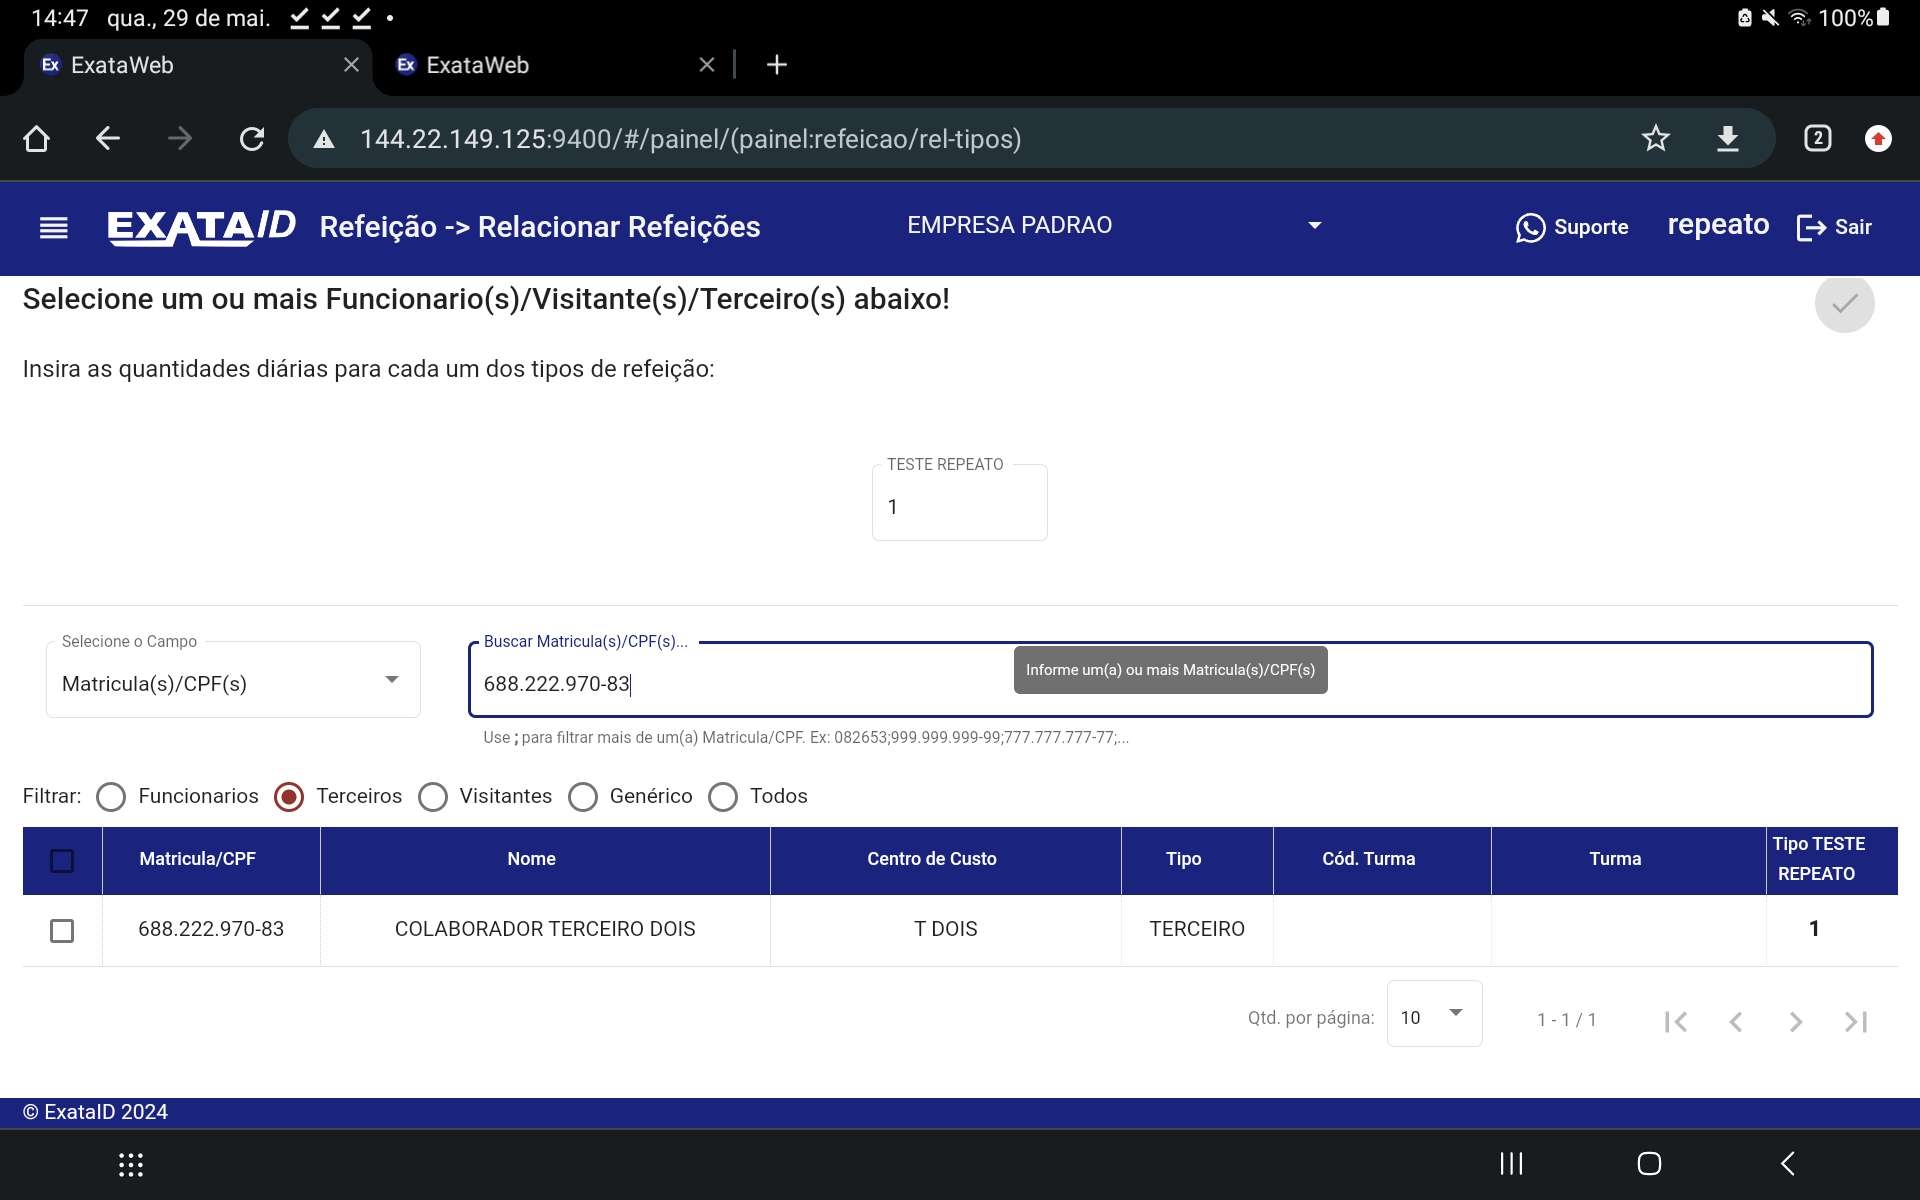 14:47 qua., 29 de mai.
100%
ExataWeb
ExataWeb
144.22.149.125:9400/#/painel/(painel:refeicao/rel-tipos)
2
EXATAID Refeição -> Relacionar Refeições EMPRESA PADRAO Suporte repeato Sair
Selecione um ou mais Funcionario(s)/Visitante(s)/Terceiro(s) abaixo!
Insira as quantidades diárias para cada um dos tipos de refeição:
TESTE REPEATO
1
Selecione o Campo
Matricula(s)/CPF(s)
Buscar Matricula(s)/CPF(s)...
688.222.970-83
Informe um(a) ou mais Matricula(s)/CPF(s)
Use ; para filtrar mais de um(a) Matricula/CPF. Ex: 082653;999.999.999-99;777.777.777-77;...
Filtrar: Funcionarios Terceiros Visitantes Genérico Todos
Matricula/CPF Nome Centro de Custo Tipo Cód. Turma Turma Tipo TESTE
REPEATO
688.222.970-83 COLABORADOR TERCEIRO DOIS T DOIS TERCEIRO 1
Qtd. por página: 10 1 - 1 / 1
© ExataID 2024